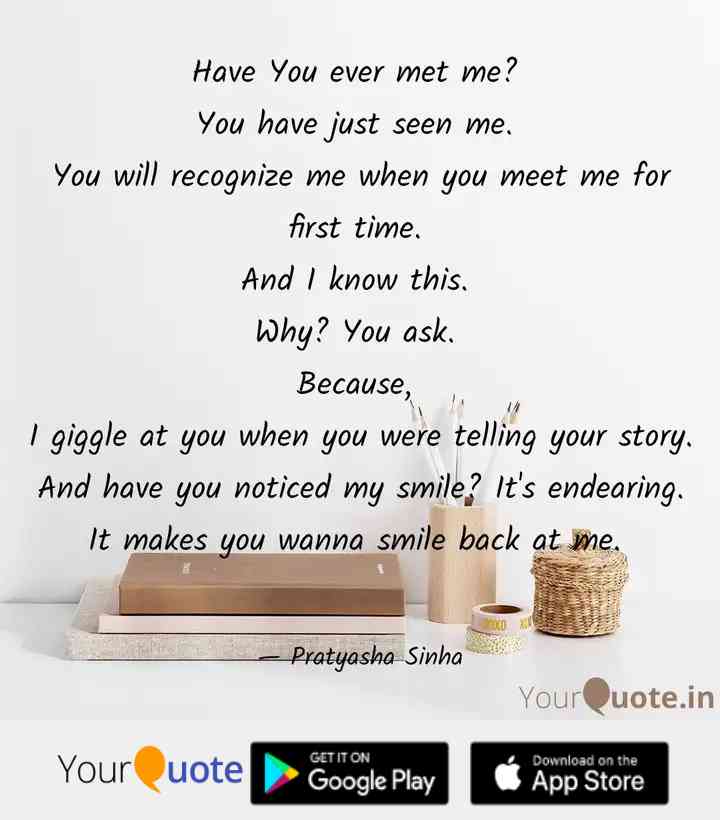 Have You ever met me?
You have just seen me.
You will recognize me when you meet me for
first time.
And I know this.
Why? You ask.
Because,
I giggle at you when you were telling your story.
And have you noticed my smile? It's endearing.
It makes you wanna smile back at me.
— Pratyasha Sinha
YourQuote.in
YourQuote
GET IT ON
Google Play
Download on the
App Store
XOXO